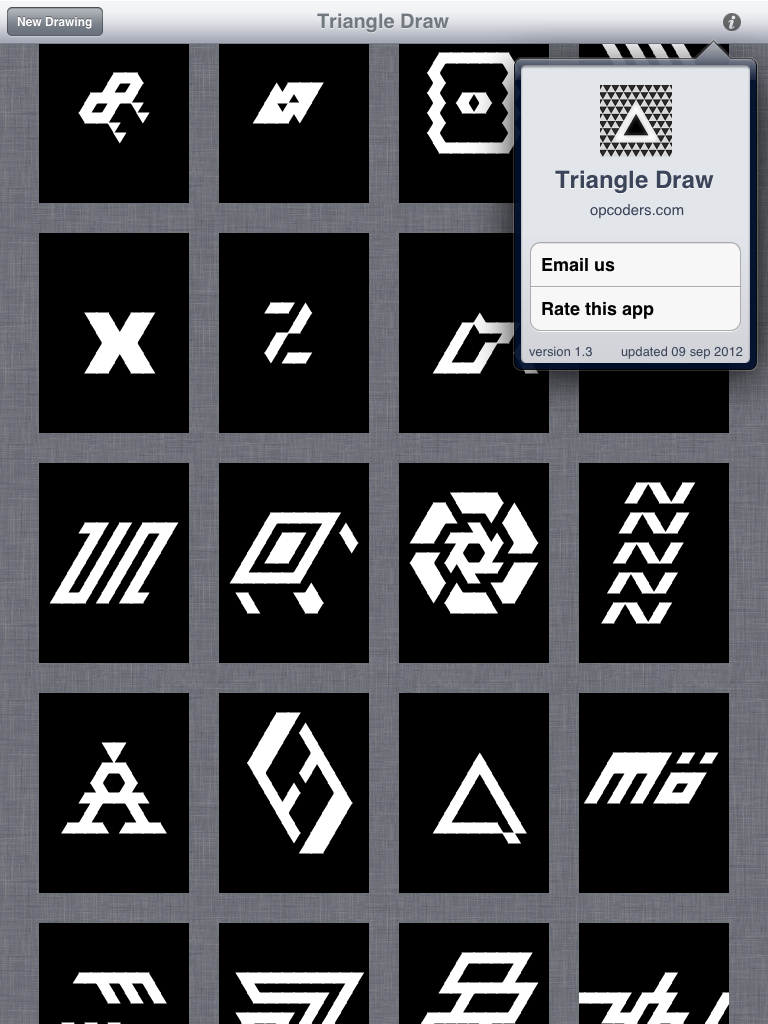 New Drawing
Triangle Draw
Triangle Draw
opcoders.com
Email us
Rate this app
version 1.3
updated 09 sep 2012
X
Mö